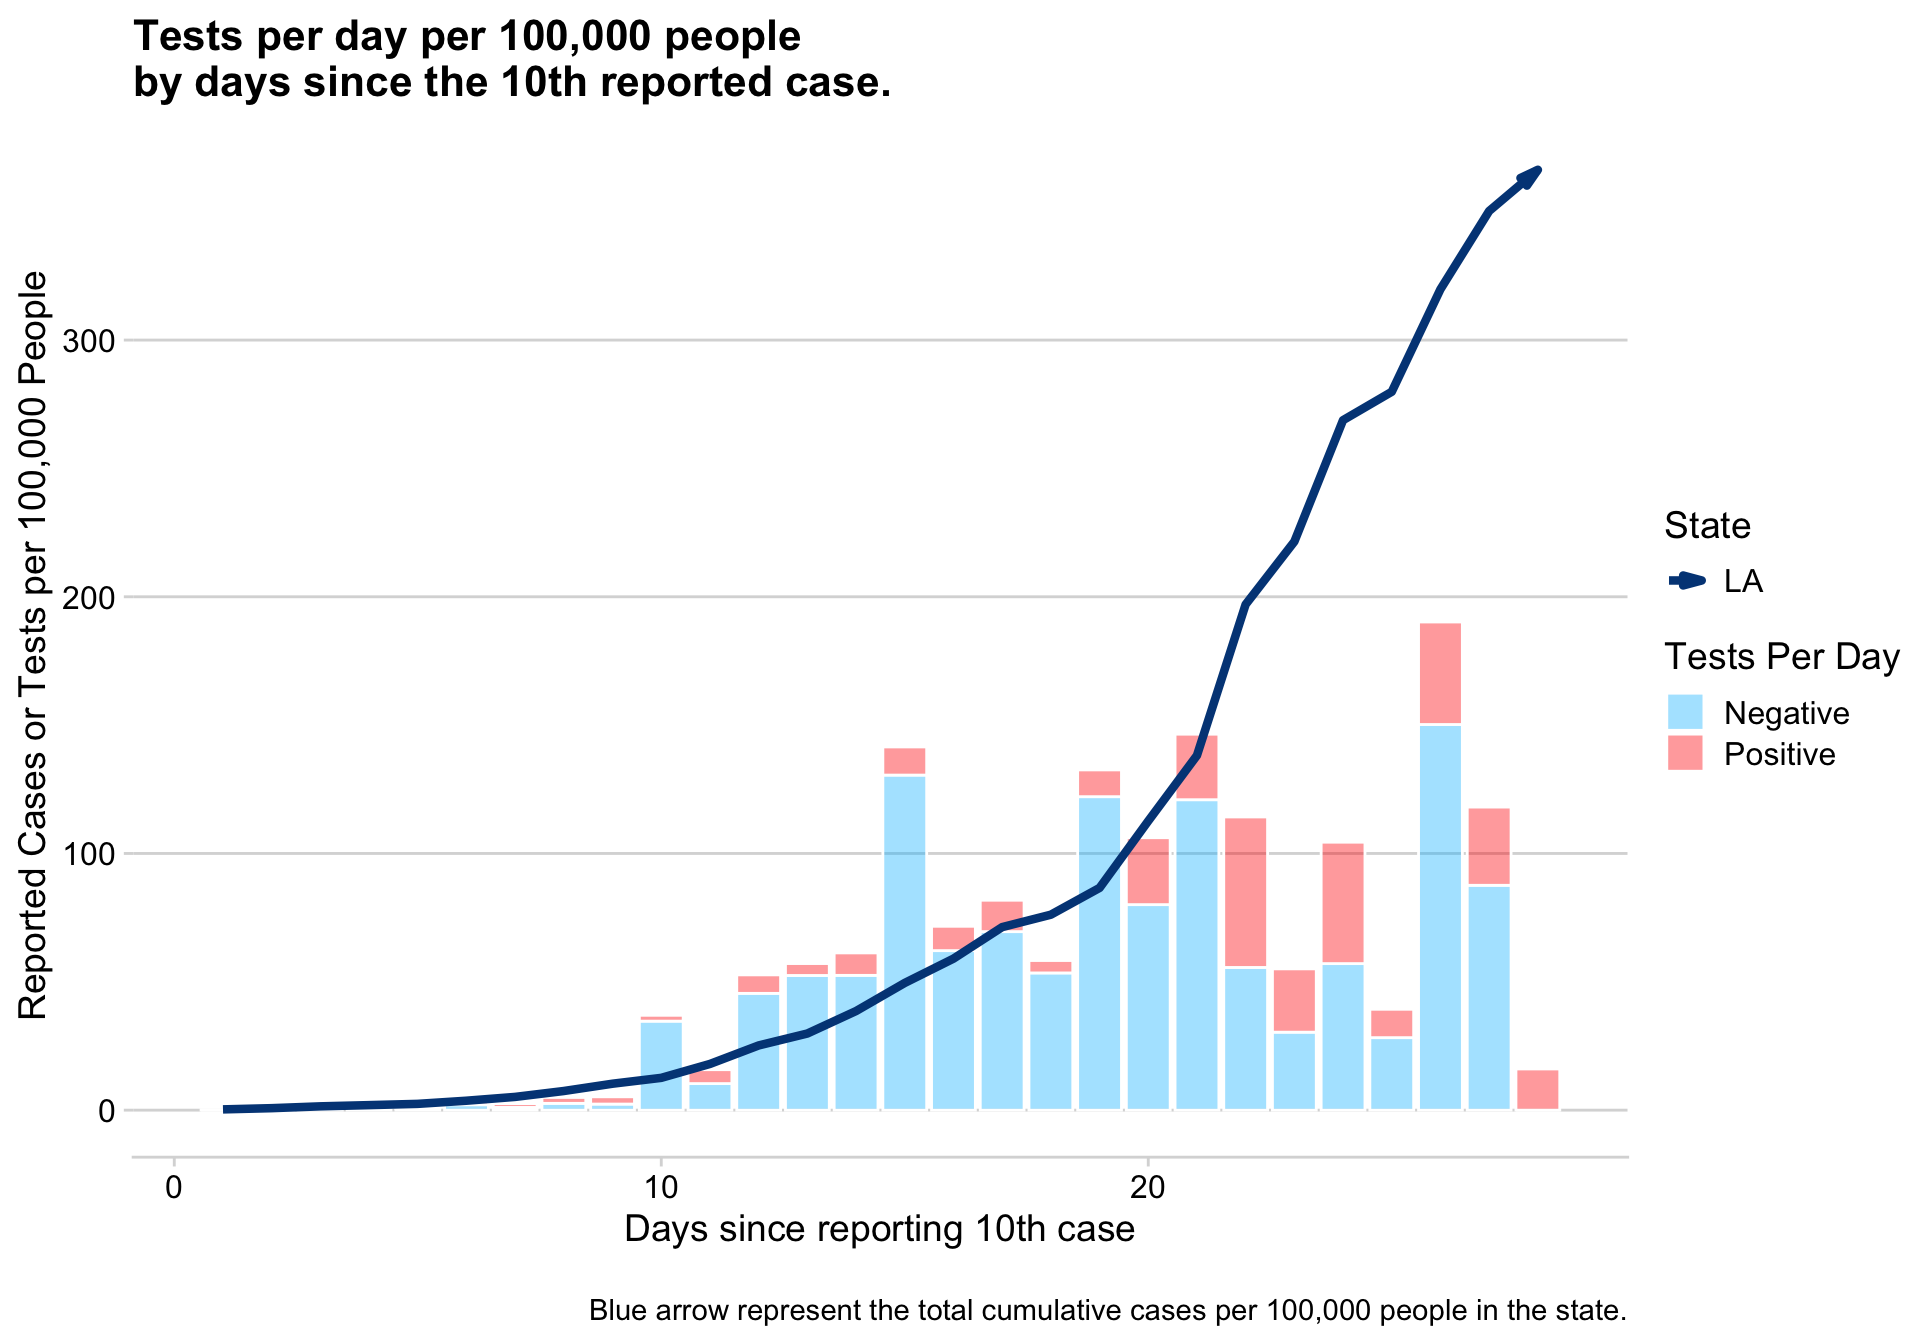 Tests per day per 100,000 people
by days since the 10th reported case.
Reported Cases or Tests per 100,000 People
300
200
100
0
0
10
20
Days since reporting 10th case
State
LA
Tests Per Day
Negative
Positive
Blue arrow represent the total cumulative cases per 100,000 people in the state.